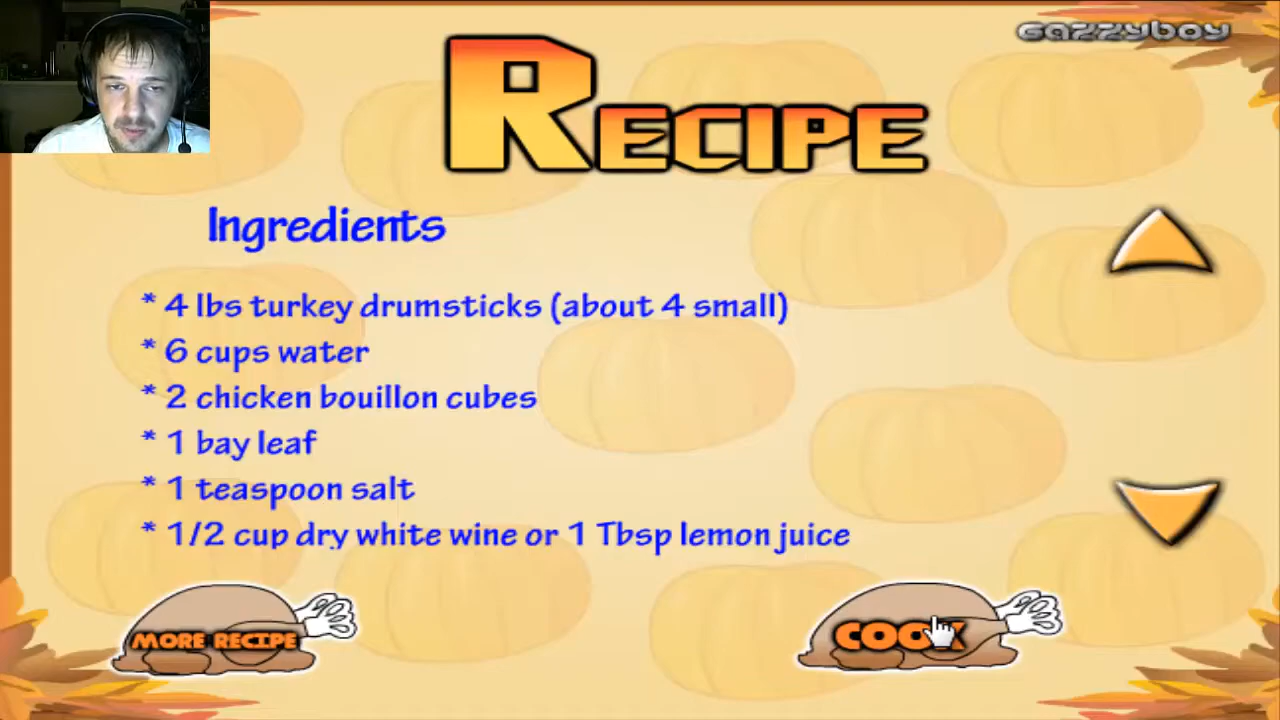 Gazzyboy
Recipe
Ingredients
* 4 lbs turkey drumsticks (about 4 small)
* 6 cups water
* 2 chicken bouillon cubes
* 1 bay leaf
* 1 teaspoon salt
* 1/2 cup dry white wine or 1 Tbsp lemon juice
MORE RECIPE
COOK